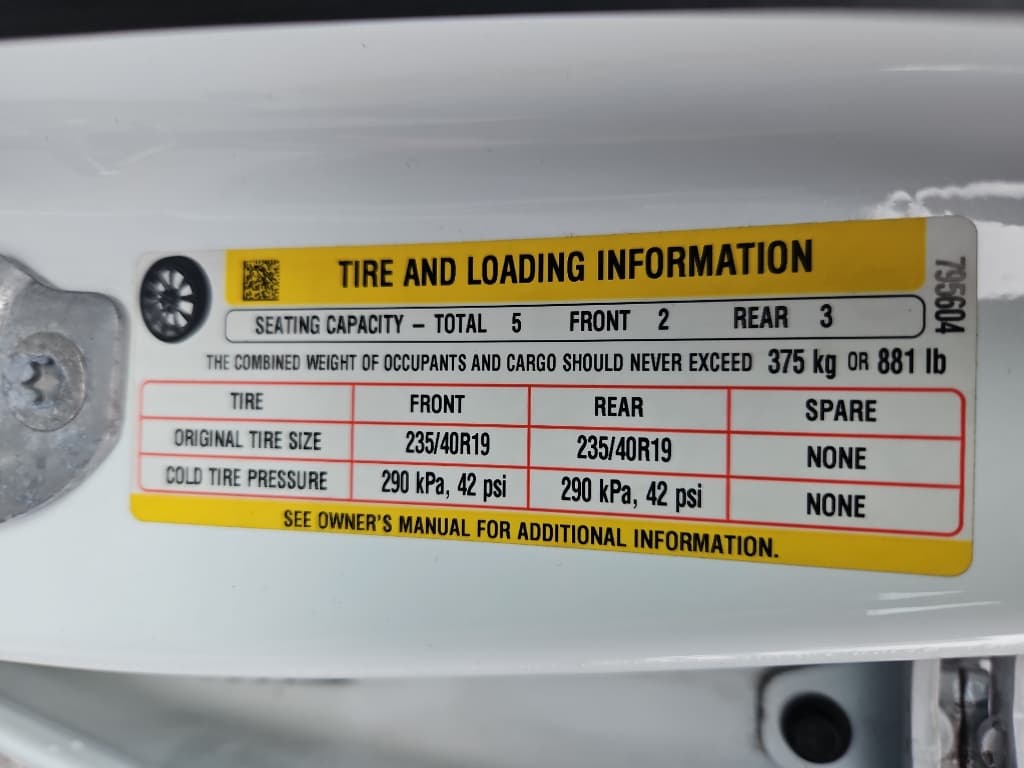 TIRE AND LOADING INFORMATION
SEATING CAPACITY – TOTAL 5 FRONT 2 REAR 3
795604
THE COMBINED WEIGHT OF OCCUPANTS AND CARGO SHOULD NEVER EXCEED 375 kg OR 881 lb
TIRE FRONT REAR SPARE
ORIGINAL TIRE SIZE 235/40R19 235/40R19 NONE
COLD TIRE PRESSURE 290 kPa, 42 psi 290 kPa, 42 psi NONE
SEE OWNER'S MANUAL FOR ADDITIONAL INFORMATION.